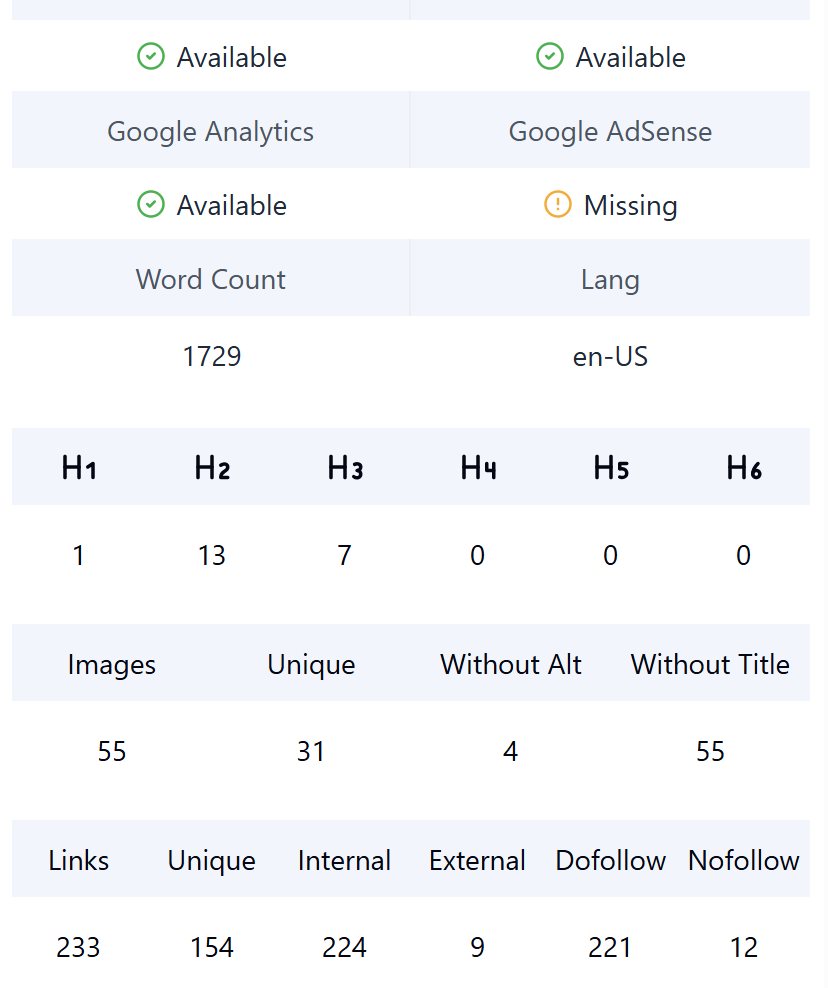 Available Available
Google Analytics Google AdSense
Available Missing
Word Count Lang
1729 en-US
H1 H2 H3 H4 H5 H6
1 13 7 0 0 0
Images Unique Without Alt Without Title
55 31 4 55
Links Unique Internal External Dofollow Nofollow
233 154 224 9 221 12